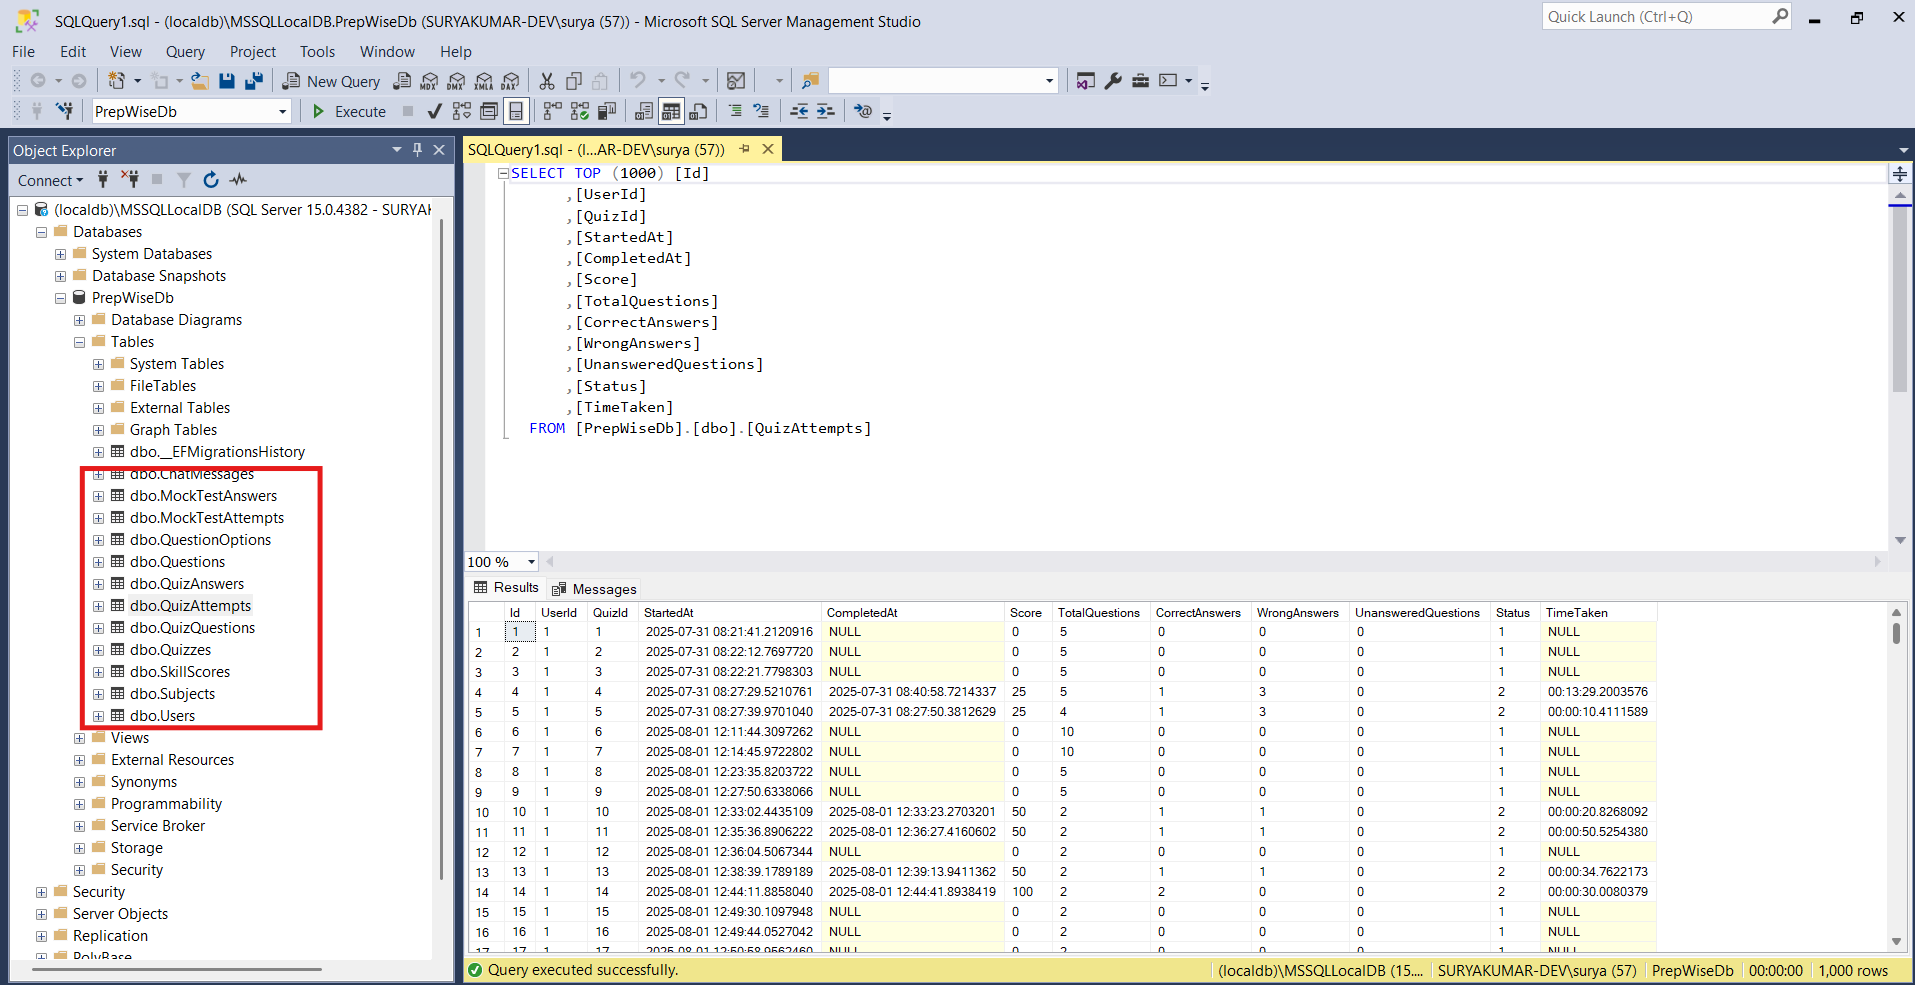 SQLQuery1.sql - (localdb)\MSSQLLocalDB.PrepWiseDb (SURYAKUMAR-DEV\surya (57)) - Microsoft SQL Server Management Studio
Quick Launch (Ctrl+Q)
File Edit View Query Project Tools Window Help
New Query MDX DMX XMLA DAX
PrepWiseDb Execute
Object Explorer
Connect
(localdb)\MSSQLLocalDB (SQL Server 15.0.4382 - SURYAK
Databases
System Databases
Database Snapshots
PrepWiseDb
Database Diagrams
Tables
System Tables
FileTables
External Tables
Graph Tables
dbo.__EFMigrationsHistory
dbo.ChatMessages
dbo.MockTestAnswers
dbo.MockTestAttempts
dbo.QuestionOptions
dbo.Questions
dbo.QuizAnswers
dbo.QuizAttempts
dbo.QuizQuestions
dbo.Quizzes
dbo.SkillScores
dbo.Subjects
dbo.Users
Views
External Resources
Synonyms
Programmability
Service Broker
Storage
Security
Security
Server Objects
Replication
PolyBase
SQLQuery1.sql - (l...AR-DEV\surya (57))
SELECT TOP (1000) [Id]
,[UserId]
,[QuizId]
,[StartedAt]
,[CompletedAt]
,[Score]
,[TotalQuestions]
,[CorrectAnswers]
,[WrongAnswers]
,[UnansweredQuestions]
,[Status]
,[TimeTaken]
FROM [PrepWiseDb].[dbo].[QuizAttempts]
100 %
Results Messages
Id UserId QuizId StartedAt CompletedAt Score TotalQuestions CorrectAnswers WrongAnswers UnansweredQuestions Status TimeTaken
1 1 1 1 2025-07-31 08:21:41.2120916 NULL 0 5 0 0 0 1 NULL
2 2 1 2 2025-07-31 08:22:12.7697720 NULL 0 5 0 0 0 1 NULL
3 3 1 3 2025-07-31 08:22:21.7798303 NULL 0 5 0 0 0 1 NULL
4 4 1 4 2025-07-31 08:27:29.5210761 2025-07-31 08:40:58.7214337 25 5 1 3 0 2 00:13:29.2003576
5 5 1 5 2025-07-31 08:27:39.9701040 2025-07-31 08:27:50.3812629 25 4 1 3 0 2 00:00:10.4111589
6 6 1 6 2025-08-01 12:11:44.3097262 NULL 0 10 0 0 0 1 NULL
7 7 1 7 2025-08-01 12:14:45.9722802 NULL 0 10 0 0 0 1 NULL
8 8 1 8 2025-08-01 12:23:35.8203722 NULL 0 5 0 0 0 1 NULL
9 9 1 9 2025-08-01 12:27:50.6338066 NULL 0 5 0 0 0 1 NULL
10 10 1 10 2025-08-01 12:33:02.4435109 2025-08-01 12:33:23.2703201 50 2 1 1 0 2 00:00:20.8268092
11 11 1 11 2025-08-01 12:35:36.8906222 2025-08-01 12:36:27.4160602 50 2 1 1 0 2 00:00:50.5254380
12 12 1 12 2025-08-01 12:36:04.5067344 NULL 0 2 0 0 0 1 NULL
13 13 1 13 2025-08-01 12:38:39.1789189 2025-08-01 12:39:13.9411362 50 2 1 1 0 2 00:00:34.7622173
14 14 1 14 2025-08-01 12:44:11.8858040 2025-08-01 12:44:41.8938419 100 2 2 0 0 2 00:00:30.0080379
15 15 1 15 2025-08-01 12:49:30.1097948 NULL 0 2 0 0 0 1 NULL
16 16 1 16 2025-08-01 12:49:44.0527042 NULL 0 2 0 0 0 1 NULL
17 17 1 17 2025-08-01 12:50:58.9562460 NULL 0 2 0 0 0 1 NULL
Query executed successfully. (localdb)\MSSQLLocalDB (15.... SURYAKUMAR-DEV\surya (57) PrepWiseDb 00:00:00 1,000 rows